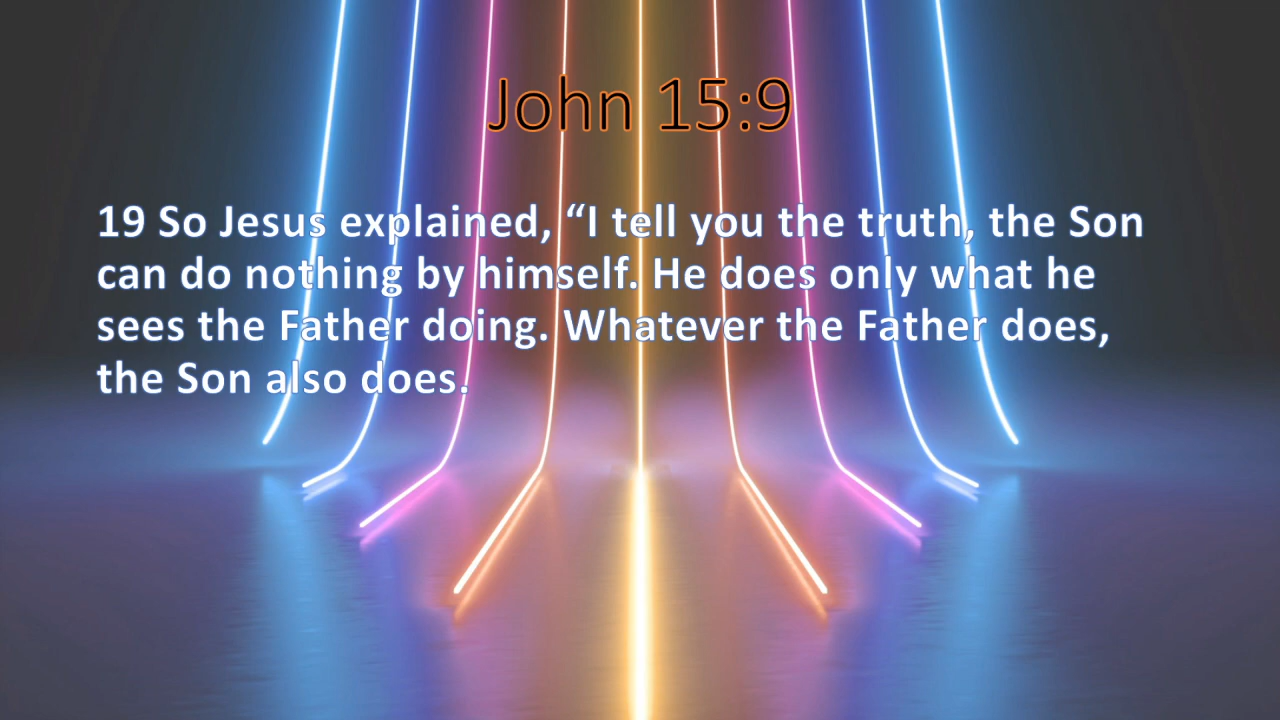 John 15:9
19 So Jesus explained, “I tell you the truth, the Son
can do nothing by himself. He does only what he
sees the Father doing. Whatever the Father does,
the Son also does.